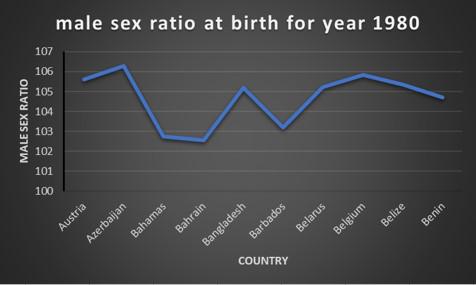 male sex ratio at birth for year 1980
MALE SEX RATIO
107
106
105
104
103
102
101
100
Austria
Azerbaijan
Bahamas
Bahrain
Bangladesh
Barbados
Belarus
Belgium
Belize
Benin
COUNTRY